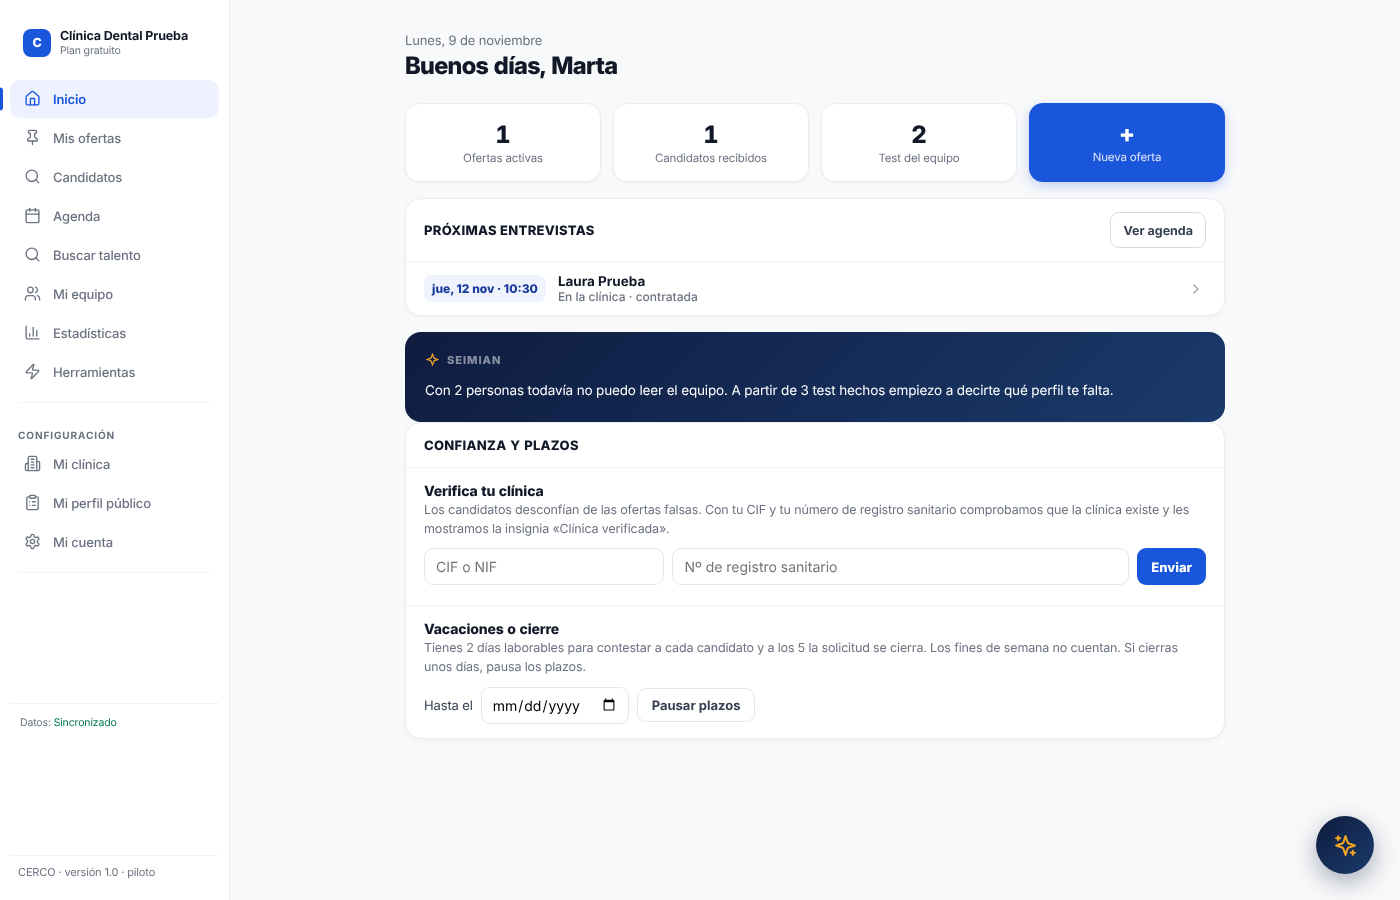 C
Clínica Dental Prueba
Plan gratuito
Inicio
Mis ofertas
Candidatos
Agenda
Buscar talento
Mi equipo
Estadísticas
Herramientas
CONFIGURACIÓN
Mi clínica
Mi perfil público
Mi cuenta
Datos: Sincronizado
CERCO · versión 1.0 · piloto
Lunes, 9 de noviembre
Buenos días, Marta
1
Ofertas activas
1
Candidatos recibidos
2
Test del equipo
+
Nueva oferta
PRÓXIMAS ENTREVISTAS
Ver agenda
jue, 12 nov · 10:30
Laura Prueba
En la clínica · contratada
SEIMIAN
Con 2 personas todavía no puedo leer el equipo. A partir de 3 test hechos empiezo a decirte qué perfil te falta.
CONFIANZA Y PLAZOS
Verifica tu clínica
Los candidatos desconfían de las ofertas falsas. Con tu CIF y tu número de registro sanitario comprobamos que la clínica existe y les
mostramos la insignia «Clínica verificada».
CIF o NIF
Nº de registro sanitario
Enviar
Vacaciones o cierre
Tienes 2 días laborables para contestar a cada candidato y a los 5 la solicitud se cierra. Los fines de semana no cuentan. Si cierras
unos días, pausa los plazos.
Hasta el
mm/dd/yyyy
Pausar plazos